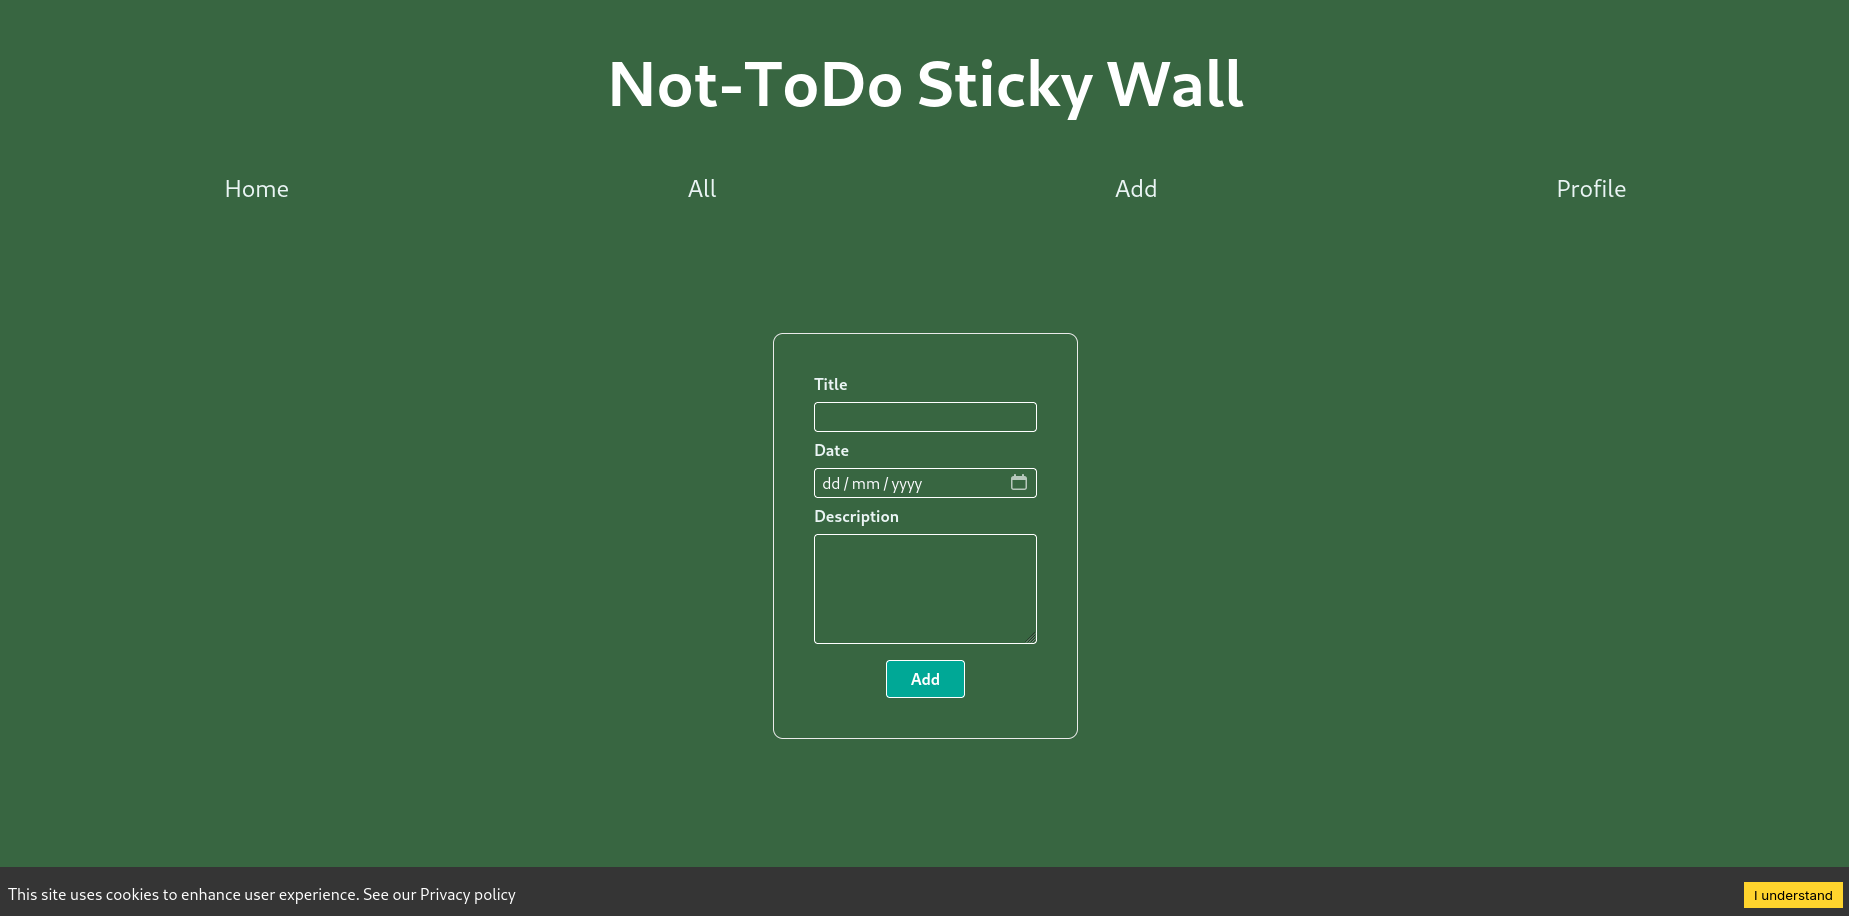 Not-ToDo Sticky Wall
Home All Add Profile
Title
Date
dd / mm / yyyy
Description
Add
This site uses cookies to enhance user experience. See our Privacy policy
I understand